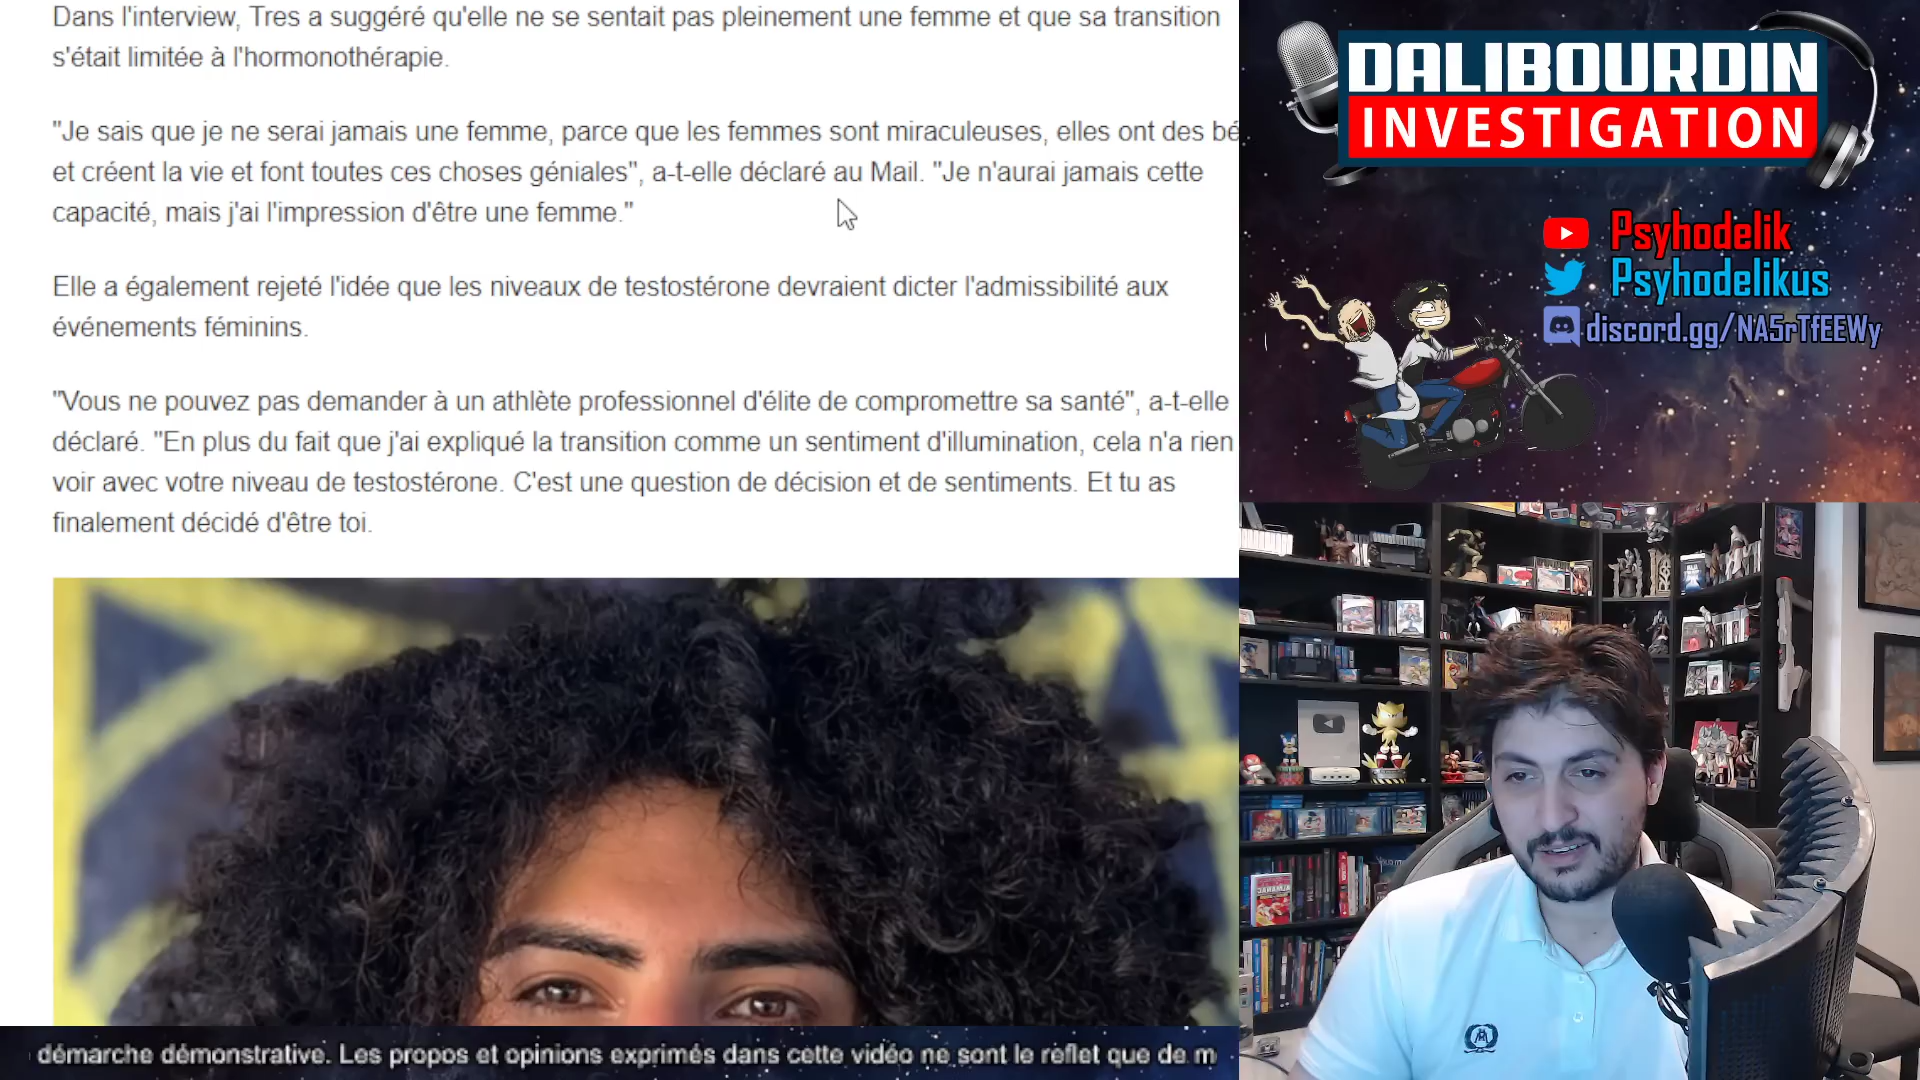 Dans l'interview, Tres a suggéré qu'elle ne se sentait pas pleinement une femme et que sa transition
s'était limitée à l'hormonothérapie.
"Je sais que je ne serai jamais une femme, parce que les femmes sont miraculeuses, elles ont des bé
et créent la vie et font toutes ces choses géniales", a-t-elle déclaré au Mail. "Je n'aurai jamais cette
capacité, mais j'ai l'impression d'être une femme."
Elle a également rejeté l'idée que les niveaux de testostérone devraient dicter l'admissibilité aux
événements féminins.
"Vous ne pouvez pas demander à un athlète professionnel d'élite de compromettre sa santé", a-t-elle
déclaré. "En plus du fait que j'ai expliqué la transition comme un sentiment d'illumination, cela n'a rien
voir avec votre niveau de testostérone. C'est une question de décision et de sentiments. Et tu as
finalement décidé d'être toi.
démarche démonstrative. Les propos et opinions exprimés dans cette vidéo ne sont le reflet que de m
DALIBOURDIN
INVESTIGATION
Psyhodelik
Psyhodelikus
discord.gg/NA5rTfEEWy